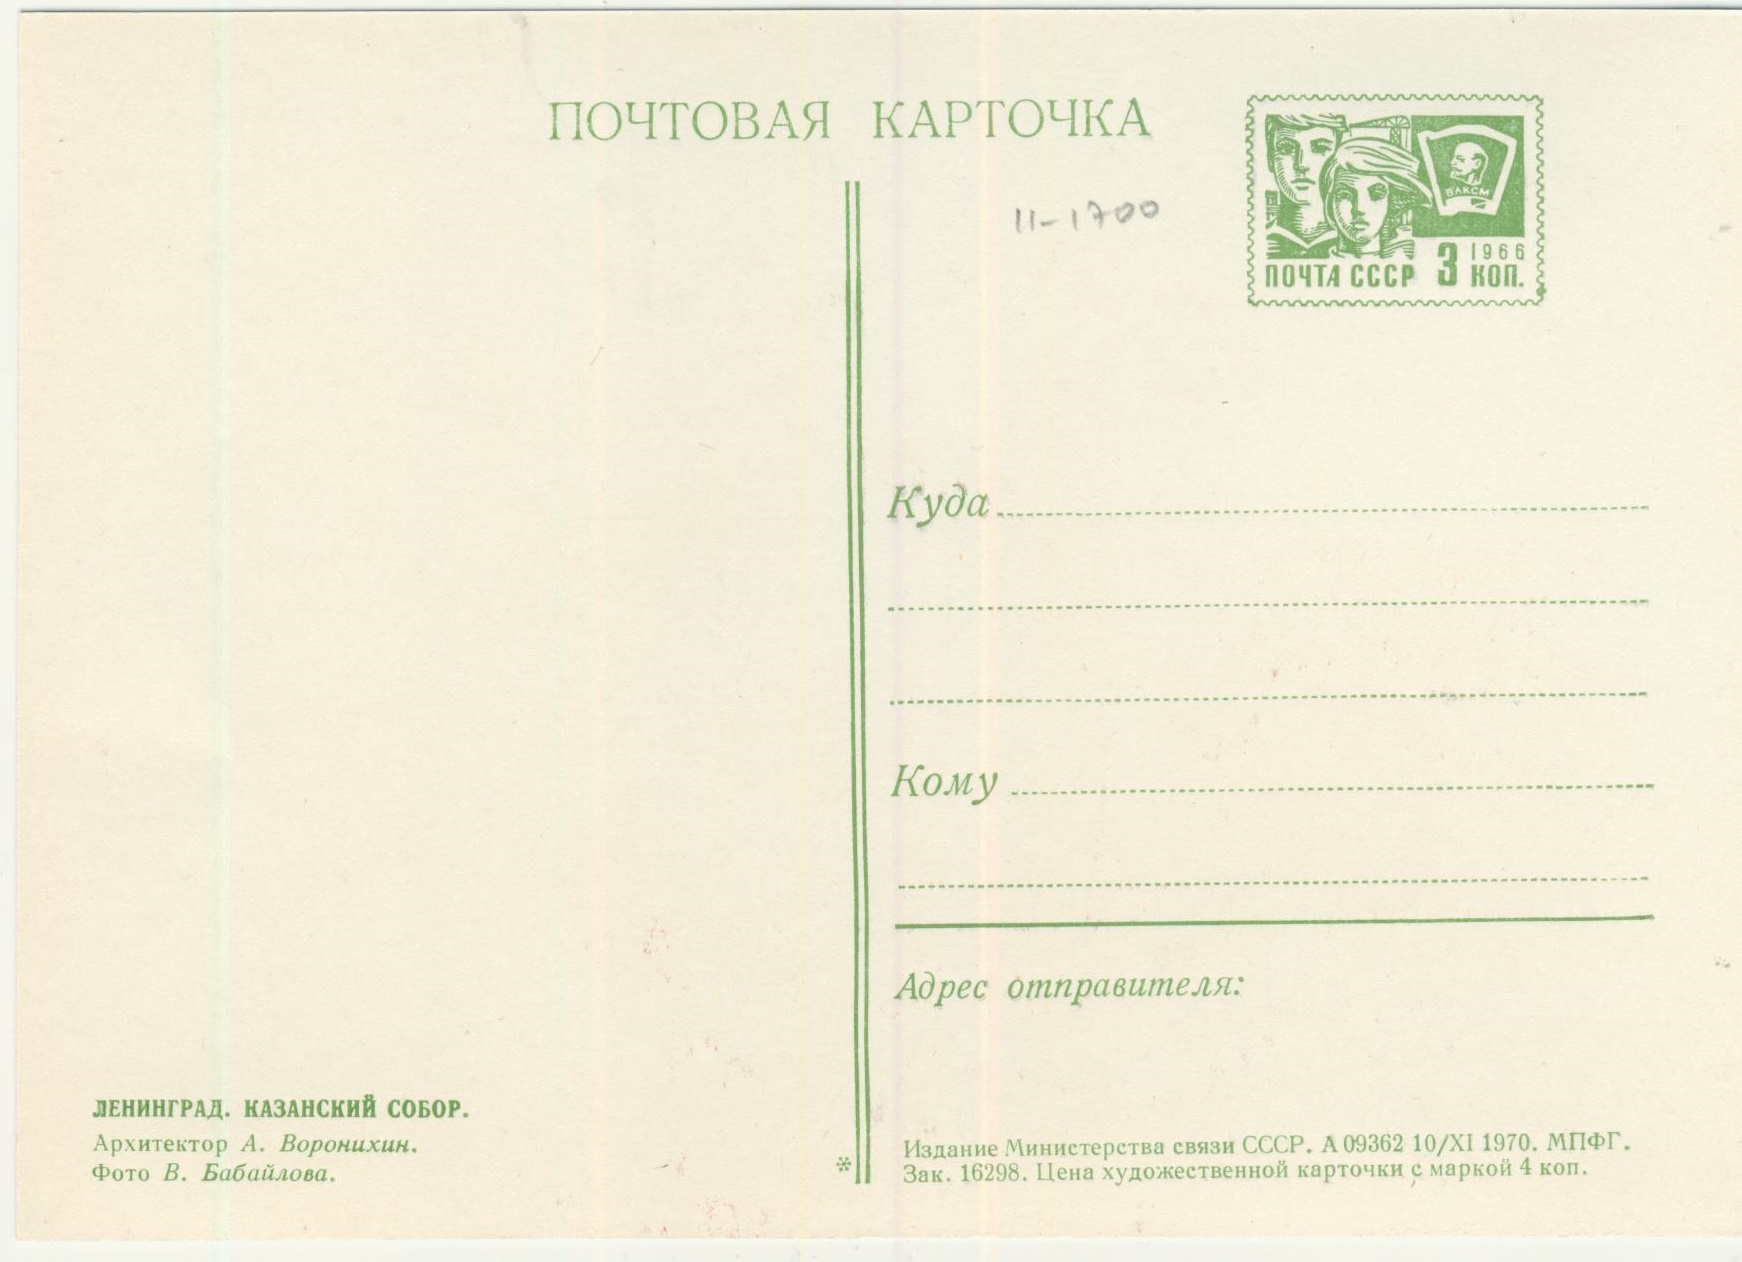 ПОЧТОВАЯ КАРТОЧКА
11-1700
ВЛКСМ
1966
ПОЧТА СССР 3 КОП.
Куда
Кому
Адрес отправителя:
ЛЕНИНГРАД. КАЗАНСКИЙ СОБОР.
Архитектор А. Воронихин.
Фото В. Бабайлова.
*
Издание Министерства связи СССР. А 09362 10/XI 1970. МПФГ.
Зак. 16298. Цена художественной карточки с маркой 4 коп.